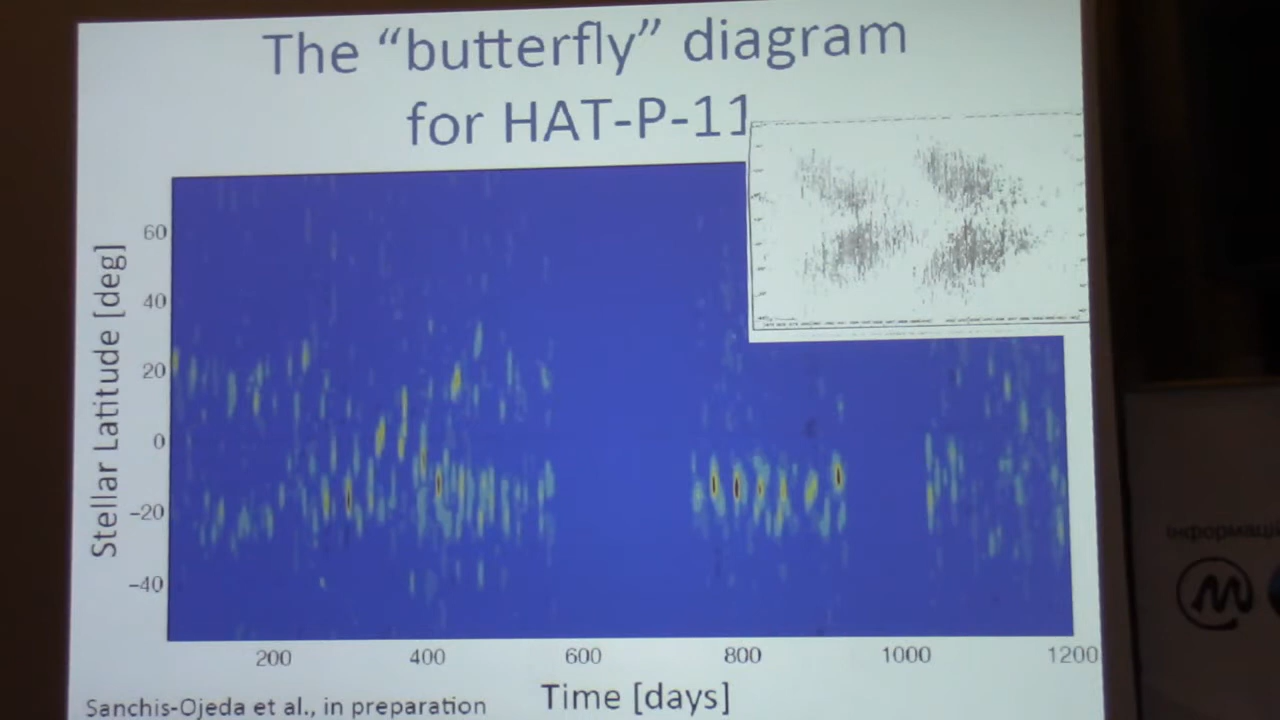 The “butterfly” diagram
for HAT-P-11
Stellar Latitude [deg]
60
40
20
0
−20
−40
200
400
600
800
1000
1200
Time [days]
Sanchis-Ojeda et al., in preparation